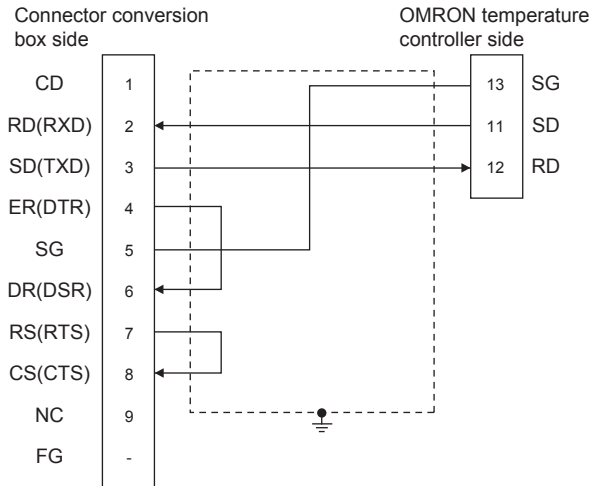 Connector conversion
box side
OMRON temperature
controller side
CD 1
13 SG
RD(RXD) 2
11 SD
SD(TXD) 3
12 RD
ER(DTR) 4
SG 5
DR(DSR) 6
RS(RTS) 7
CS(CTS) 8
NC 9
FG -